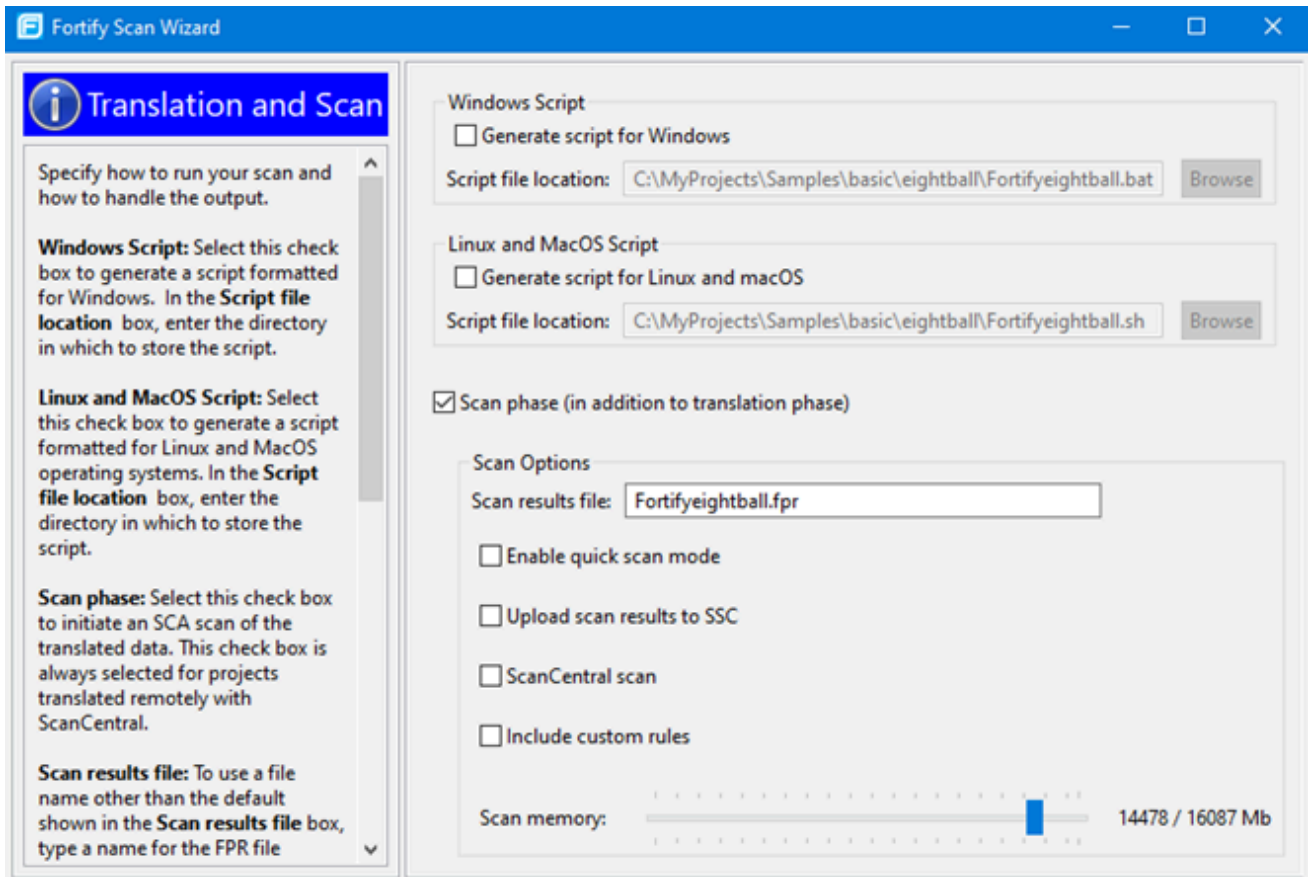 Fortify Scan Wizard
Translation and Scan
Specify how to run your scan and
how to handle the output.
Windows Script: Select this check
box to generate a script formatted
for Windows. In the Script file
location box, enter the directory
in which to store the script.
Linux and MacOS Script: Select
this check box to generate a script
formatted for Linux and MacOS
operating systems. In the Script
file location box, enter the
directory in which to store the
script.
Scan phase: Select this check box
to initiate an SCA scan of the
translated data. This check box is
always selected for projects
translated remotely with
ScanCentral.
Scan results file: To use a file
name other than the default
shown in the Scan results file box,
type a name for the FPR file
Windows Script
Generate script for Windows
Script file location: C:\MyProjects\Samples\basic\eightball\Fortifyeightball.bat Browse
Linux and MacOS Script
Generate script for Linux and macOS
Script file location: C:\MyProjects\Samples\basic\eightball\Fortifyeightball.sh Browse
Scan phase (in addition to translation phase)
Scan Options
Scan results file: Fortifyeightball.fpr
Enable quick scan mode
Upload scan results to SSC
ScanCentral scan
Include custom rules
Scan memory: 14478 / 16087 Mb